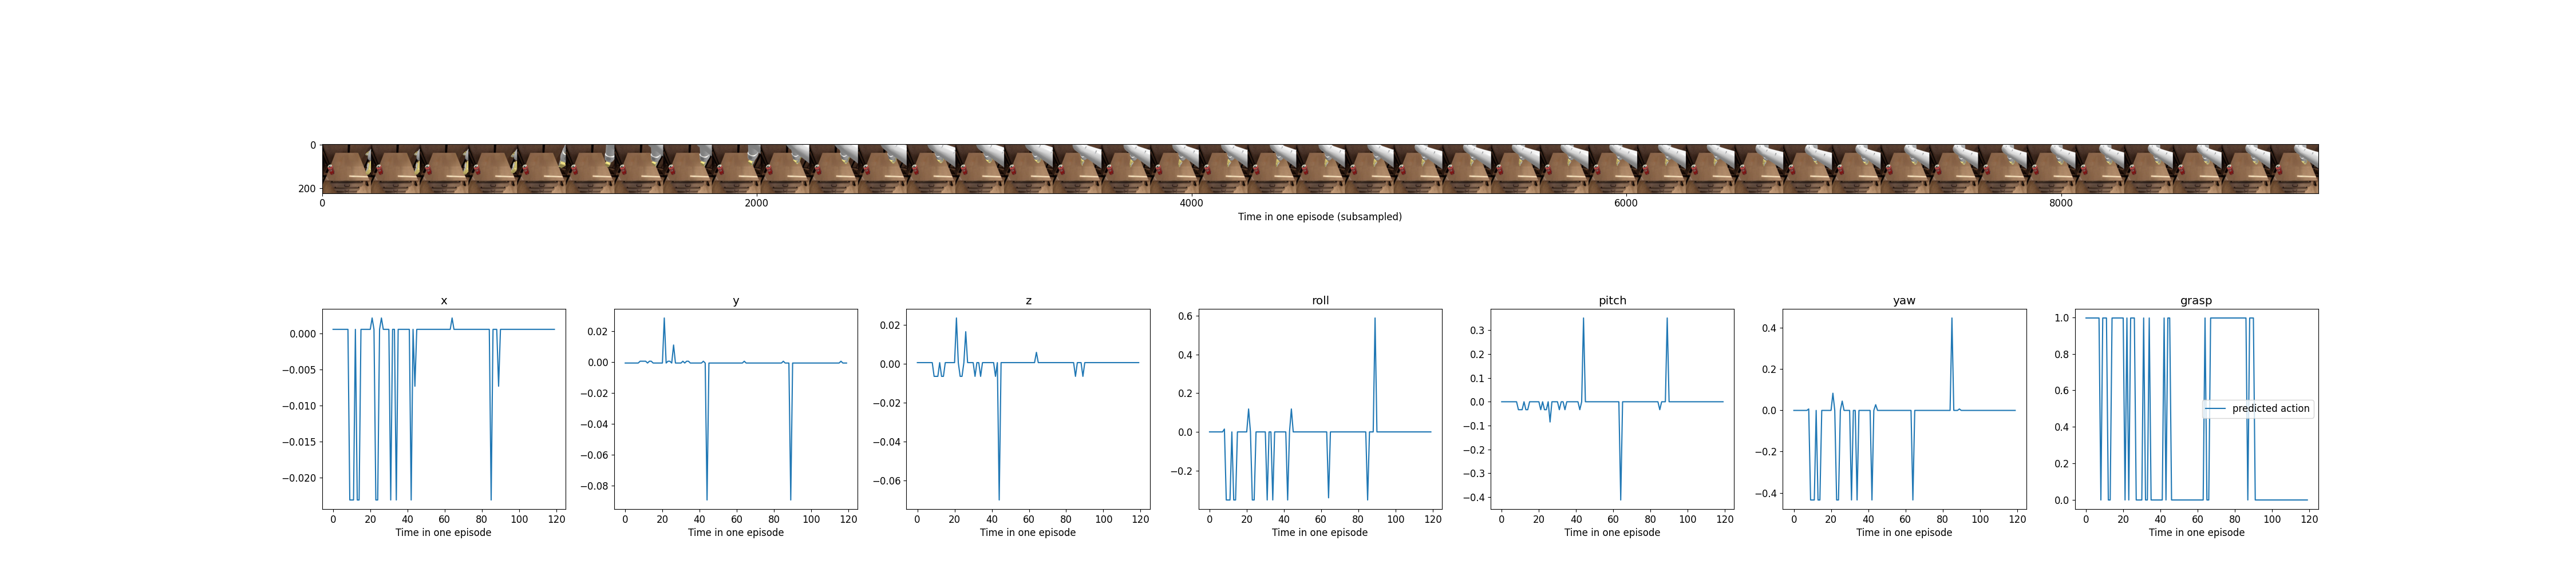 0
200
0 2000 4000 6000 8000
Time in one episode (subsampled)
x y z roll pitch yaw grasp
0.000
−0.005
−0.010
−0.015
−0.020
0 20 40 60 80 100 120
Time in one episode
0.02
0.00
−0.02
−0.04
−0.06
−0.08
0 20 40 60 80 100 120
Time in one episode
0.02
0.00
−0.02
−0.04
−0.06
0 20 40 60 80 100 120
Time in one episode
0.6
0.4
0.2
0.0
−0.2
0 20 40 60 80 100 120
Time in one episode
0.3
0.2
0.1
0.0
−0.1
−0.2
−0.3
−0.4
0 20 40 60 80 100 120
Time in one episode
0.4
0.2
0.0
−0.2
−0.4
0 20 40 60 80 100 120
Time in one episode
1.0
0.8
0.6
0.4
0.2
0.0
predicted action
0 20 40 60 80 100 120
Time in one episode